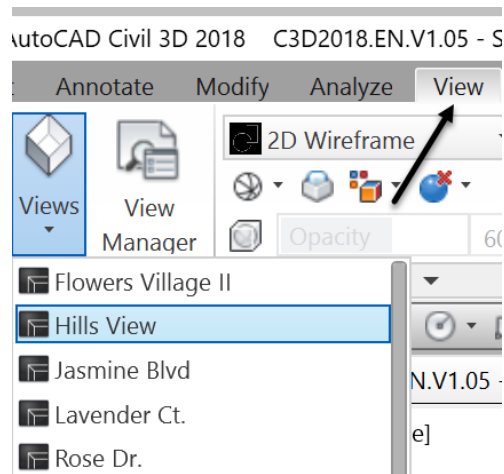 AutoCAD Civil 3D 2018 C3D2018.EN.V1.05 - S
Annotate Modify Analyze View
2D Wireframe
Views View
Manager
Opacity 60
Flowers Village II
Hills View
Jasmine Blvd
N.V1.05 -
Lavender Ct.
e]
Rose Dr.